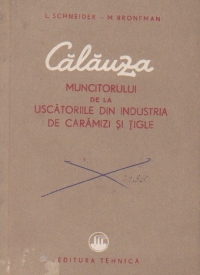 L. SCHNEIDER - M. BRONFMAN
Călăuza
MUNCITORULUI
DE LA
USCĂTORIILE DIN INDUSTRIA
DE CĂRĂMIZI ȘI ȚIGLE
EDITURA TEHNICĂ